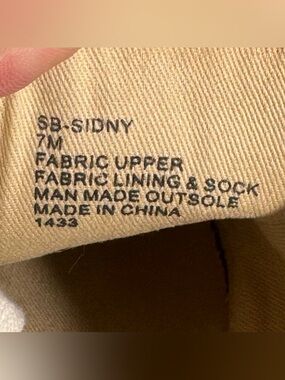 SB-SIDNY
7M
FABRIC UPPER
FABRIC LINING & SOCK
MAN MADE OUTSOLE
MADE IN CHINA
1433